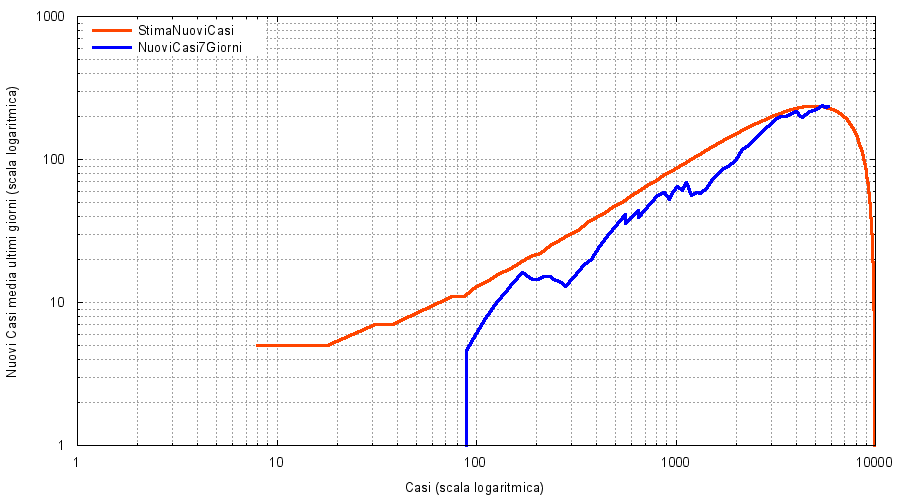 1000
StimaNuoviCasi
NuoviCasi7Giorni
100
10
1
Nuovi Casi media ultimi giorni (scala logaritmica)
1 10 100 1000 10000
Casi (scala logaritmica)